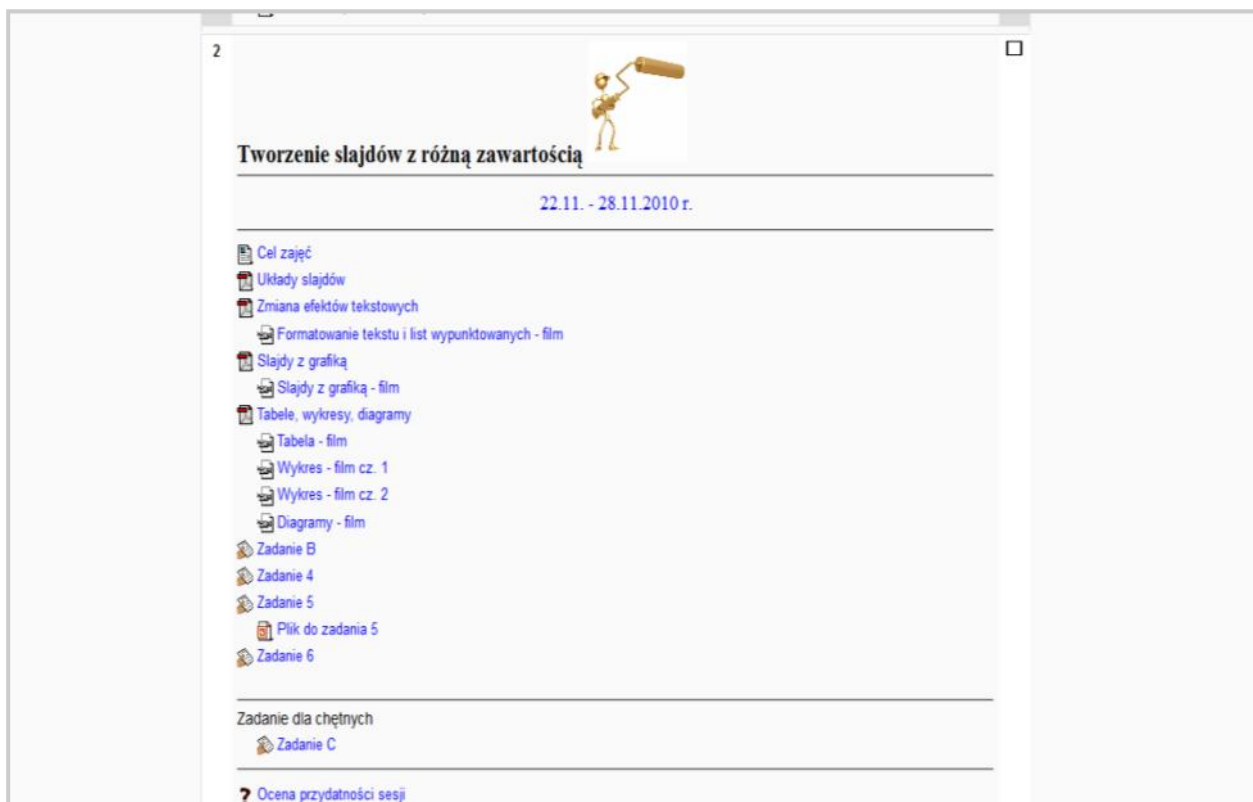 2
Tworzenie slajdów z różną zawartością
22.11. - 28.11.2010 r.
Cel zajęć
Układy slajdów
Zmiana efektów tekstowych
Formatowanie tekstu i list wypunktowanych - film
Slajdy z grafiką
Slajdy z grafiką - film
Tabele, wykresy, diagramy
Tabela - film
Wykres - film cz. 1
Wykres - film cz. 2
Diagramy - film
Zadanie B
Zadanie 4
Zadanie 5
Plik do zadania 5
Zadanie 6
Zadanie dla chętnych
Zadanie C
Ocena przydatności sesji